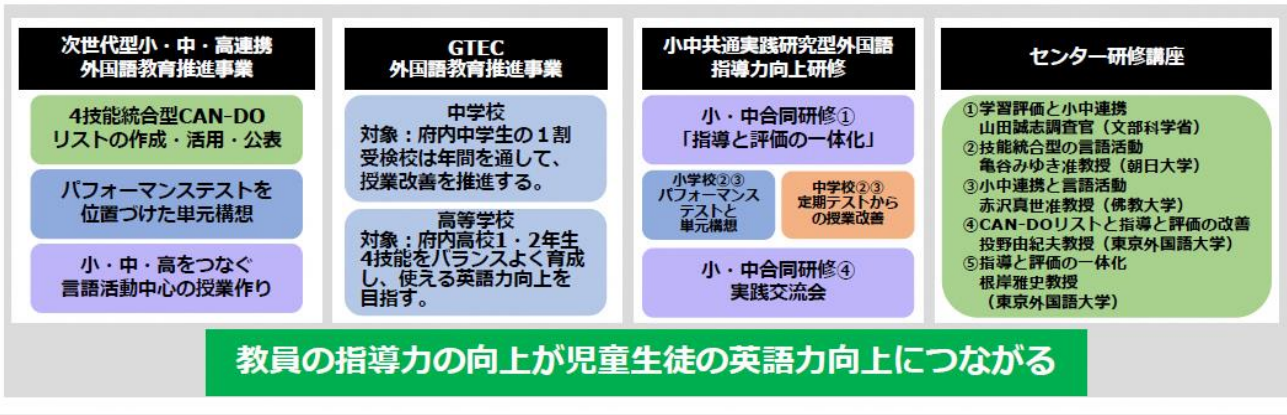 次世代型小・中・高連携
外国語教育推進事業
4技能統合型CAN-DO
リストの作成・活用・公表
パフォーマンステストを
位置づけた単元構想
小・中・高をつなぐ
言語活動中心の授業作り
GTEC
外国語教育推進事業
中学校
対象：府内中学生の１割
受検校は年間を通して、
授業改善を推進する。
高等学校
対象：府内高校1・2年生
4技能をバランスよく育成
し、使える英語力向上を
目指す。
小中共通実践研究型外国語
指導力向上研修
小・中合同研修①
「指導と評価の一体化」
小学校②③
パフォーマンス
テストと
単元構想
中学校②③
定期テストから
の授業改善
小・中合同研修④
実践交流会
センター研修講座
①学習評価と小中連携
山田誠志調査官（文部科学省）
②技能統合型の言語活動
亀谷みゆき准教授（朝日大学）
③小中連携と言語活動
赤沢真世准教授（佛教大学）
④CAN-DOリストと指導と評価の改善
投野由紀夫教授（東京外国語大学）
⑤指導と評価の一体化
根岸雅史教授
（東京外国語大学）
教員の指導力の向上が児童生徒の英語力向上につながる